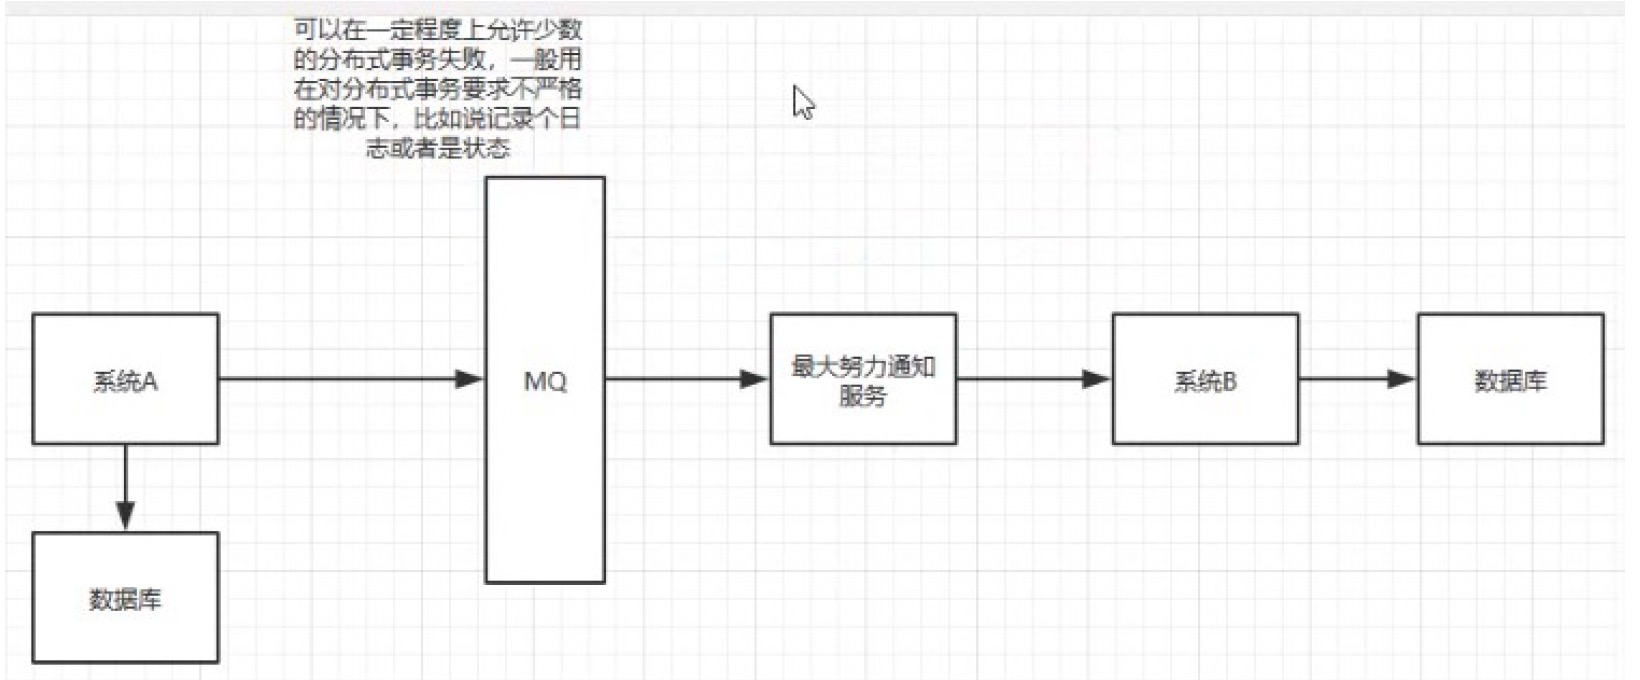 可以在一定程度上允许少数
的分布式事务失败，一般用
在对分布式事务要求不严格
的情况下，比如说记录个日
志或者是状态
系统A
MQ
最大努力通知
服务
系统B
数据库
数据库